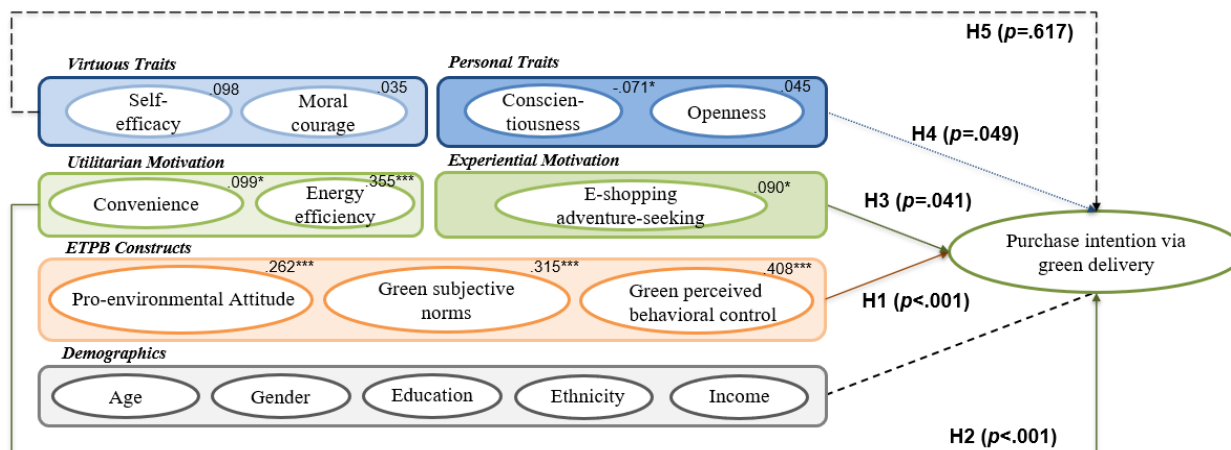 H5 (p=.617)
Virtuous Traits
Personal Traits
Self-
efficacy
.098
Moral
courage
.035
Conscien-
tiousness
-.071*
Openness
.045
H4 (p=.049)
Utilitarian Motivation
Experiential Motivation
Convenience
.099*
Energy
efficiency
.355***
E-shopping
adventure-seeking
.090*
H3 (p=.041)
Purchase intention via
green delivery
ETPB Constructs
Pro-environmental Attitude
.262***
Green subjective
norms
.315***
Green perceived
behavioral control
.408***
H1 (p<.001)
Demographics
Age
Gender
Education
Ethnicity
Income
H2 (p<.001)